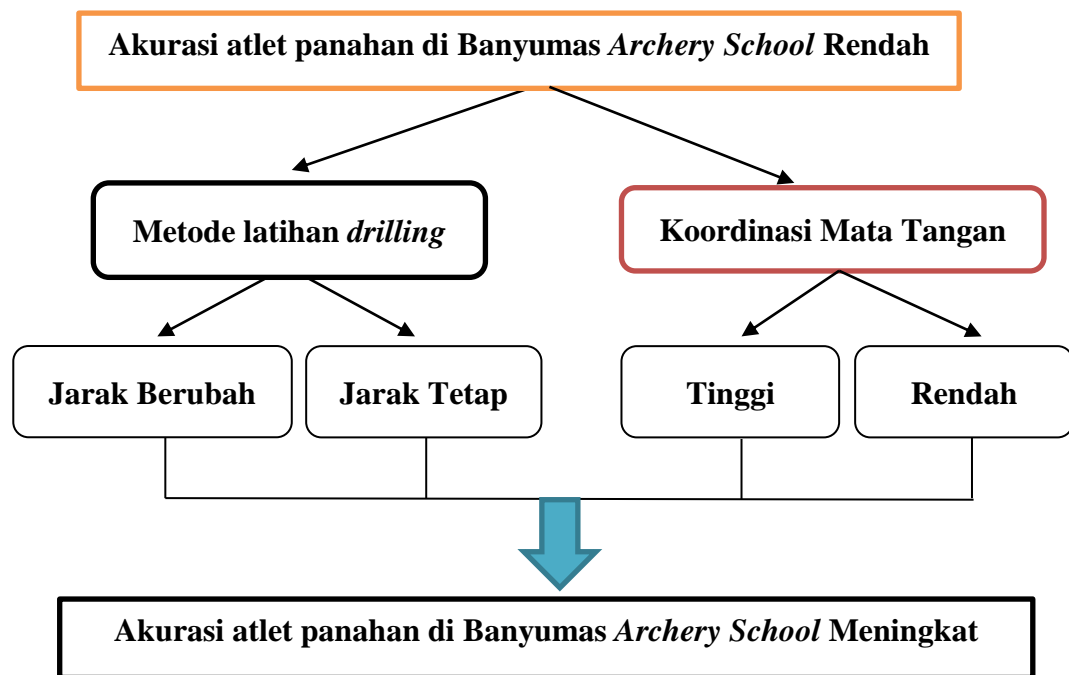 Akurasi atlet panahan di Banyumas Archery School Rendah
Metode latihan drilling
Koordinasi Mata Tangan
Jarak Berubah
Jarak Tetap
Tinggi
Rendah
Akurasi atlet panahan di Banyumas Archery School Meningkat